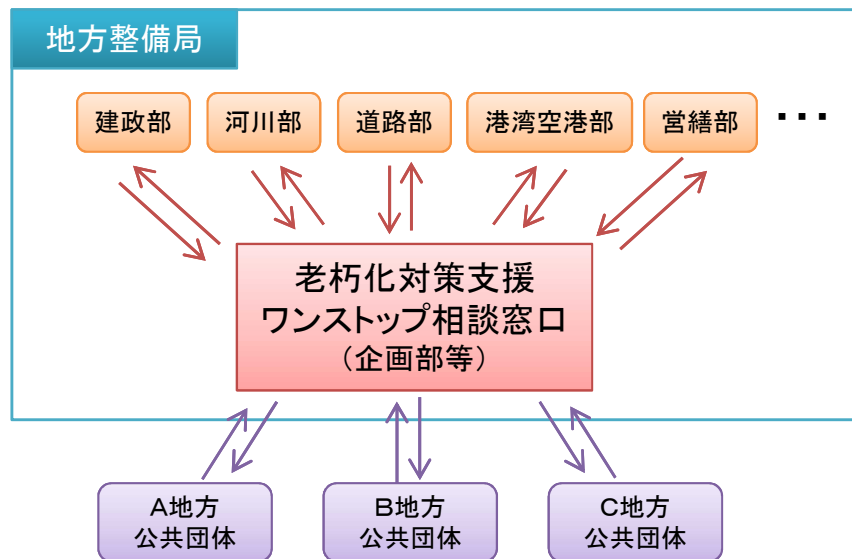 地方整備局
建政部
河川部
道路部
港湾空港部
営繕部
・・・
老朽化対策支援
ワンストップ相談窓口
（企画部等）
A地方
公共団体
B地方
公共団体
C地方
公共団体